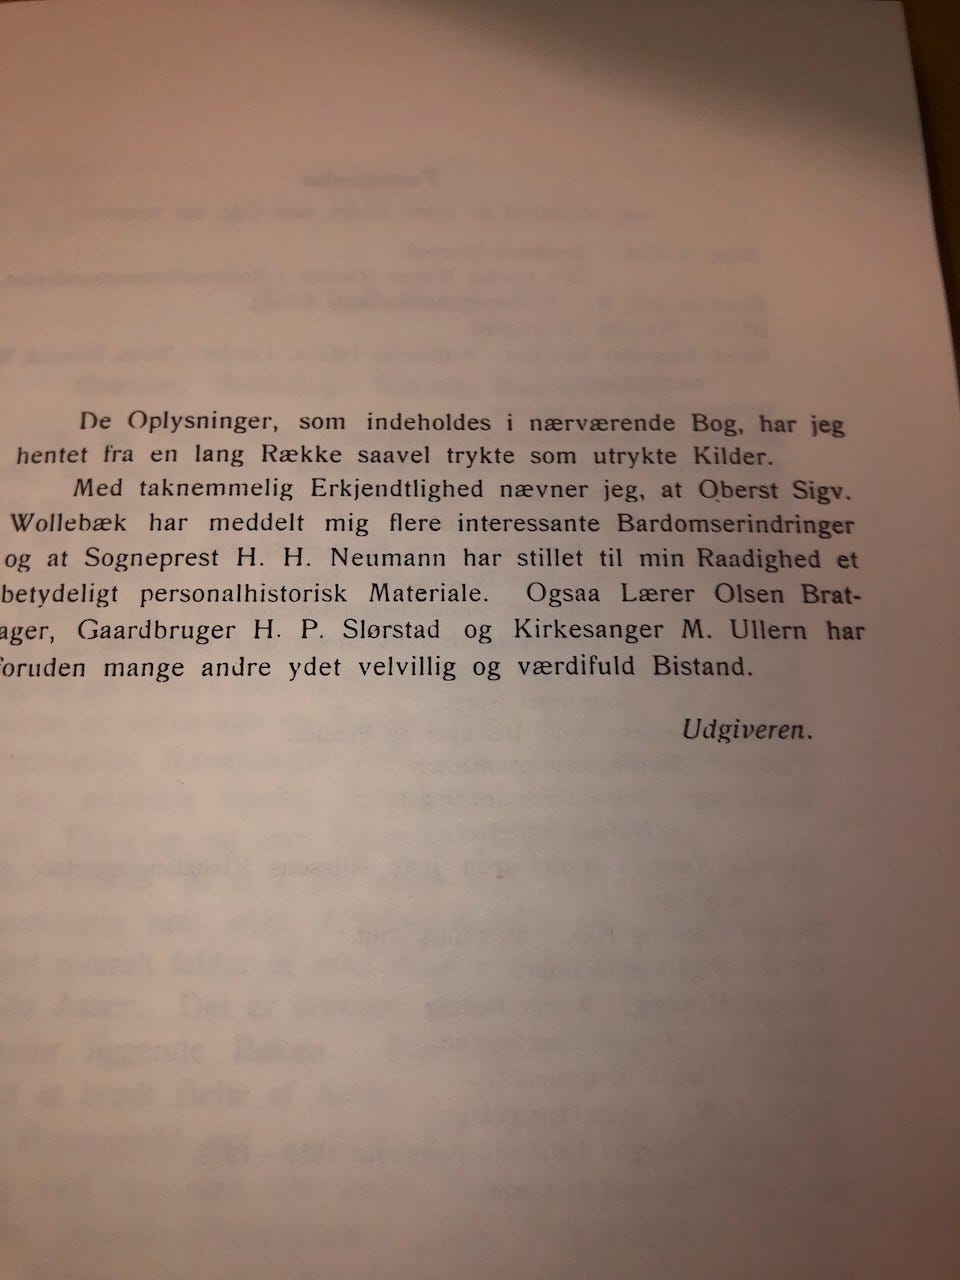 De Oplysninger, som indeholdes i nærværende Bog, har jeg
hentet fra en lang Række saavel trykte som utrykte Kilder.
Med taknemmelig Erkjendtlighed nævner jeg, at Oberst Sigv.
Wollebæk har meddelt mig flere interessante Bardomserindringer
og at Sogneprest H. H. Neumann har stillet til min Raadighed et
betydeligt personalhistorisk Materiale. Ogsaa Lærer Olsen Brat-
ager, Gaardbruger H. P. Slørstad og Kirkesanger M. Ullern har
foruden mange andre ydet velvillig og værdifuld Bistand.
Udgiveren.